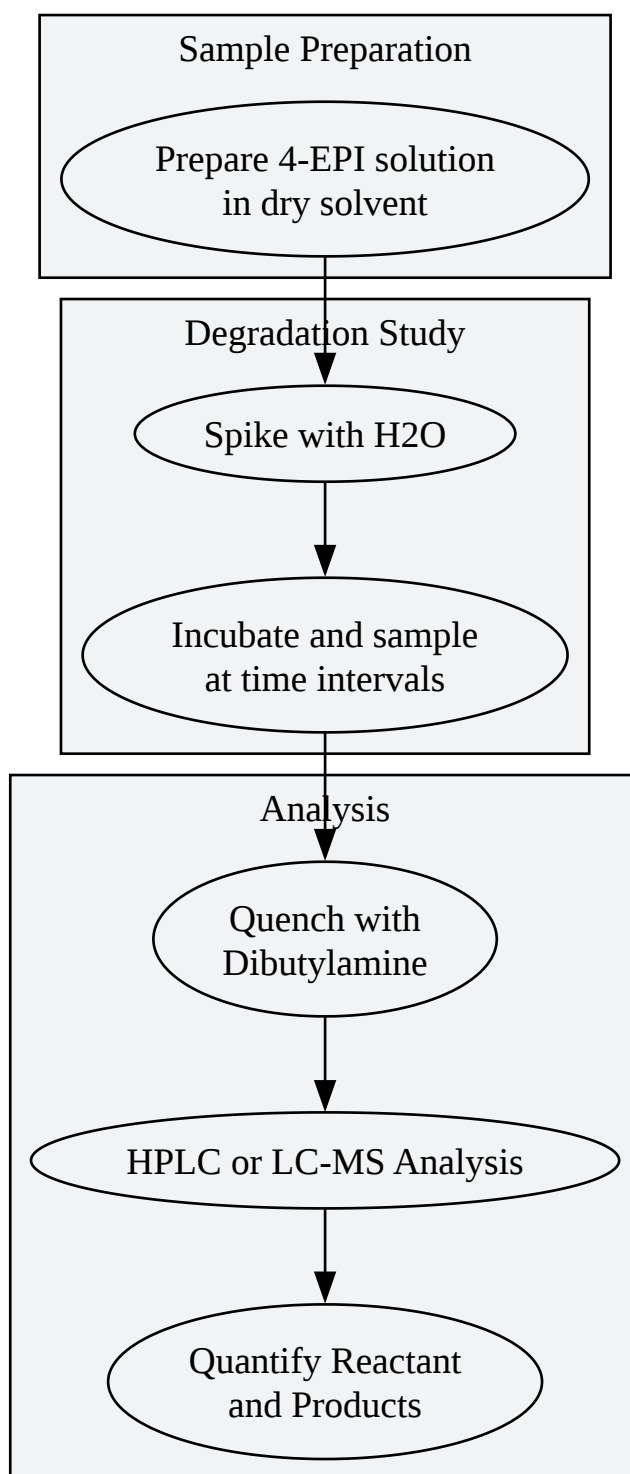 Sample Preparation
Prepare 4-EPI solution
in dry solvent
Degradation Study
Spike with H2O
Incubate and sample
at time intervals
Analysis
Quench with
Dibutylamine
HPLC or LC-MS Analysis
Quantify Reactant
and Products